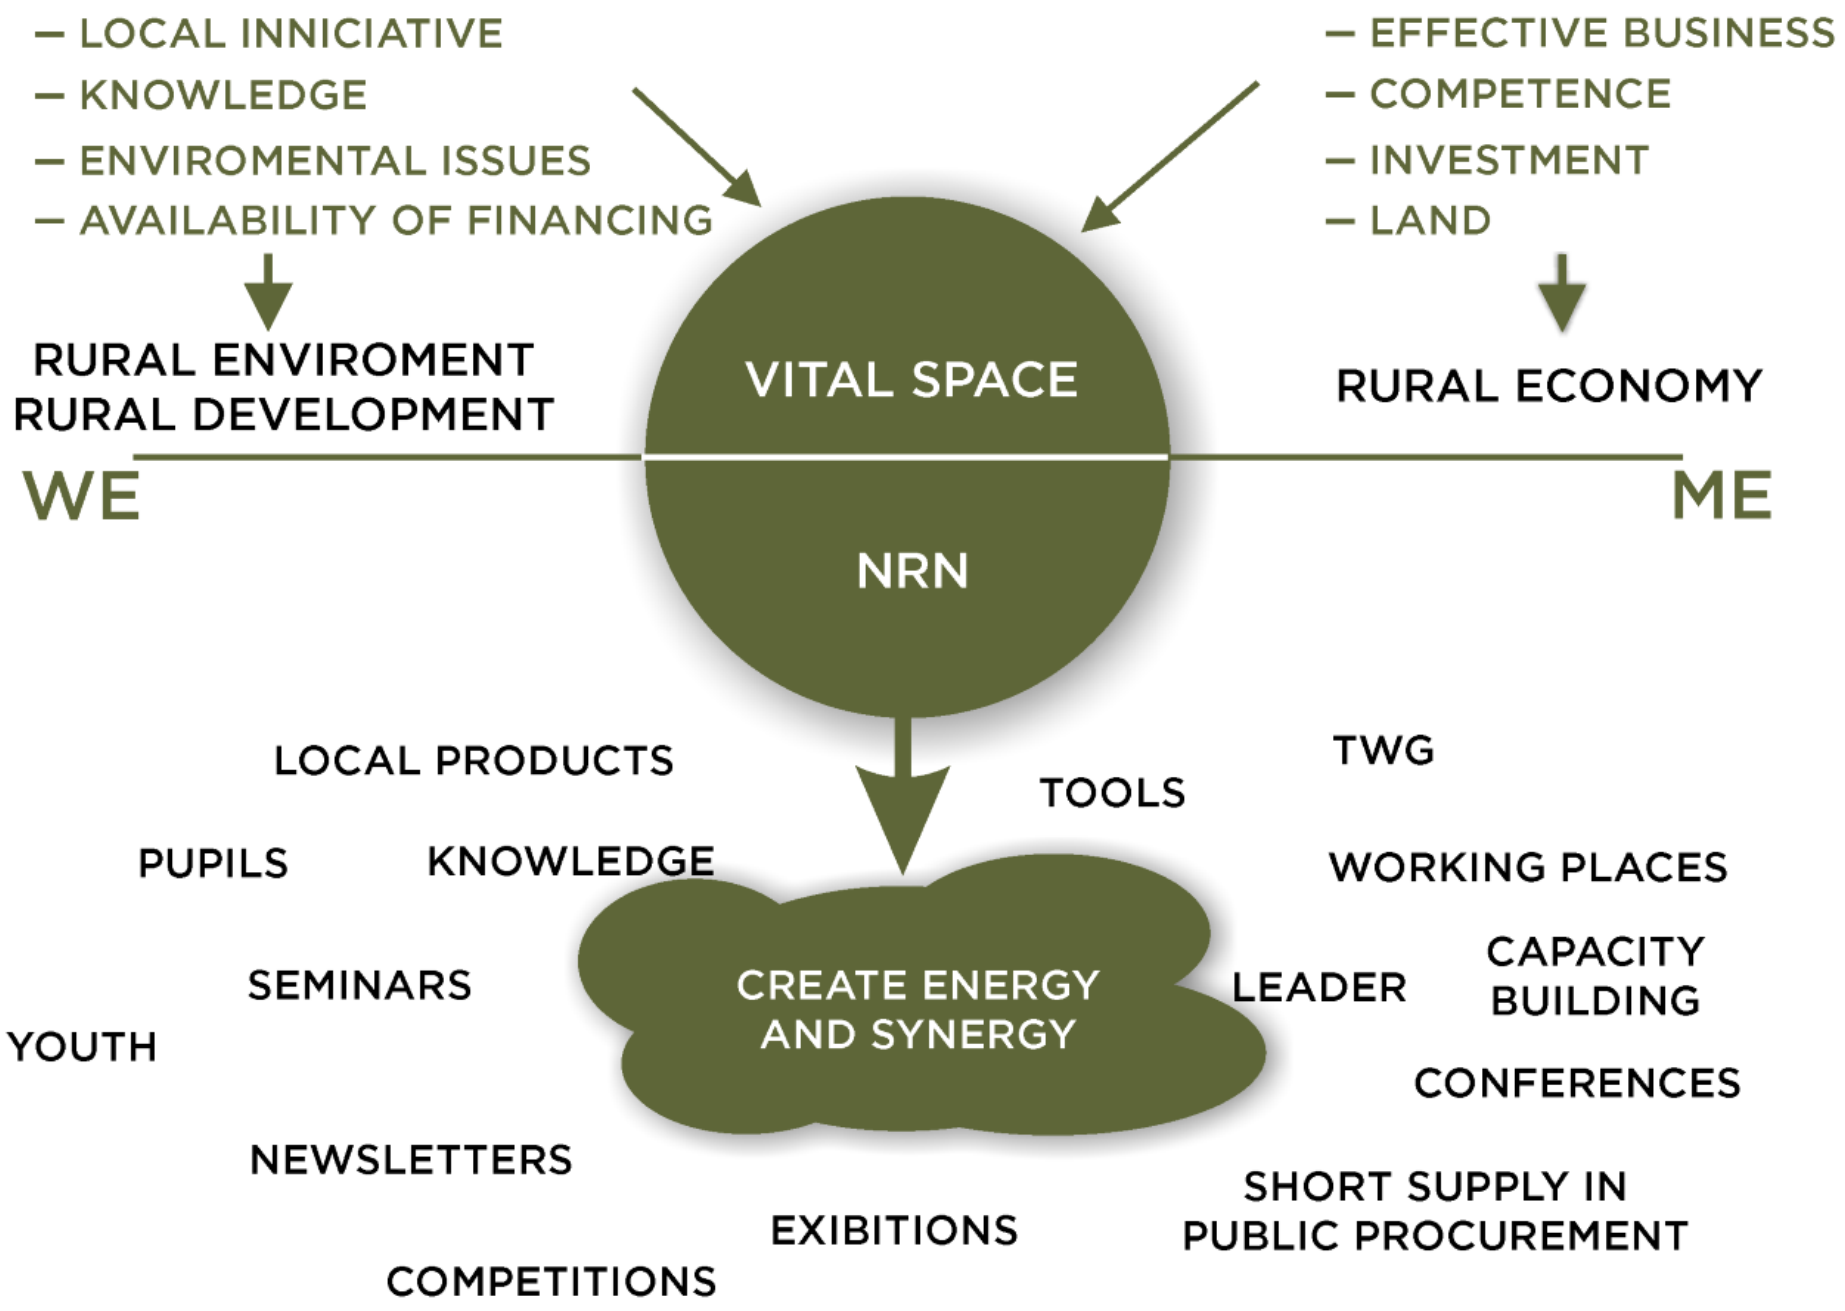 — LOCAL INNICIATIVE
— KNOWLEDGE
— ENVIROMENTAL ISSUES
— AVAILABILITY OF FINANCING
— EFFECTIVE BUSINESS
— COMPETENCE
— INVESTMENT
— LAND
RURAL ENVIROMENT
RURAL DEVELOPMENT
VITAL SPACE
RURAL ECONOMY
WE
ME
NRN
LOCAL PRODUCTS
TOOLS
TWG
PUPILS
KNOWLEDGE
WORKING PLACES
SEMINARS
CREATE ENERGY
AND SYNERGY
LEADER
CAPACITY
BUILDING
YOUTH
CONFERENCES
NEWSLETTERS
EXIBITIONS
SHORT SUPPLY IN
PUBLIC PROCUREMENT
COMPETITIONS